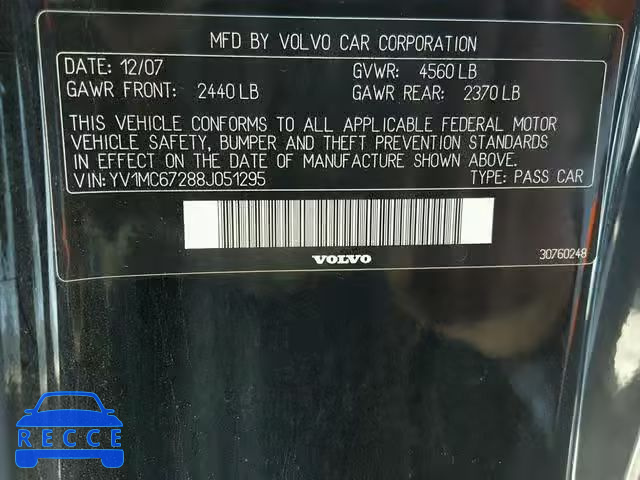 MFD BY VOLVO CAR CORPORATION
DATE: 12/07 GVWR: 4560 LB
GAWR FRONT: 2440 LB GAWR REAR: 2370 LB
THIS VEHICLE CONFORMS TO ALL APPLICABLE FEDERAL MOTOR
VEHICLE SAFETY, BUMPER AND THEFT PREVENTION STANDARDS
IN EFFECT ON THE DATE OF MANUFACTURE SHOWN ABOVE.
VIN:YV1MC67288J051295 TYPE: PASS CAR
VOLVO
30760248
RECCE